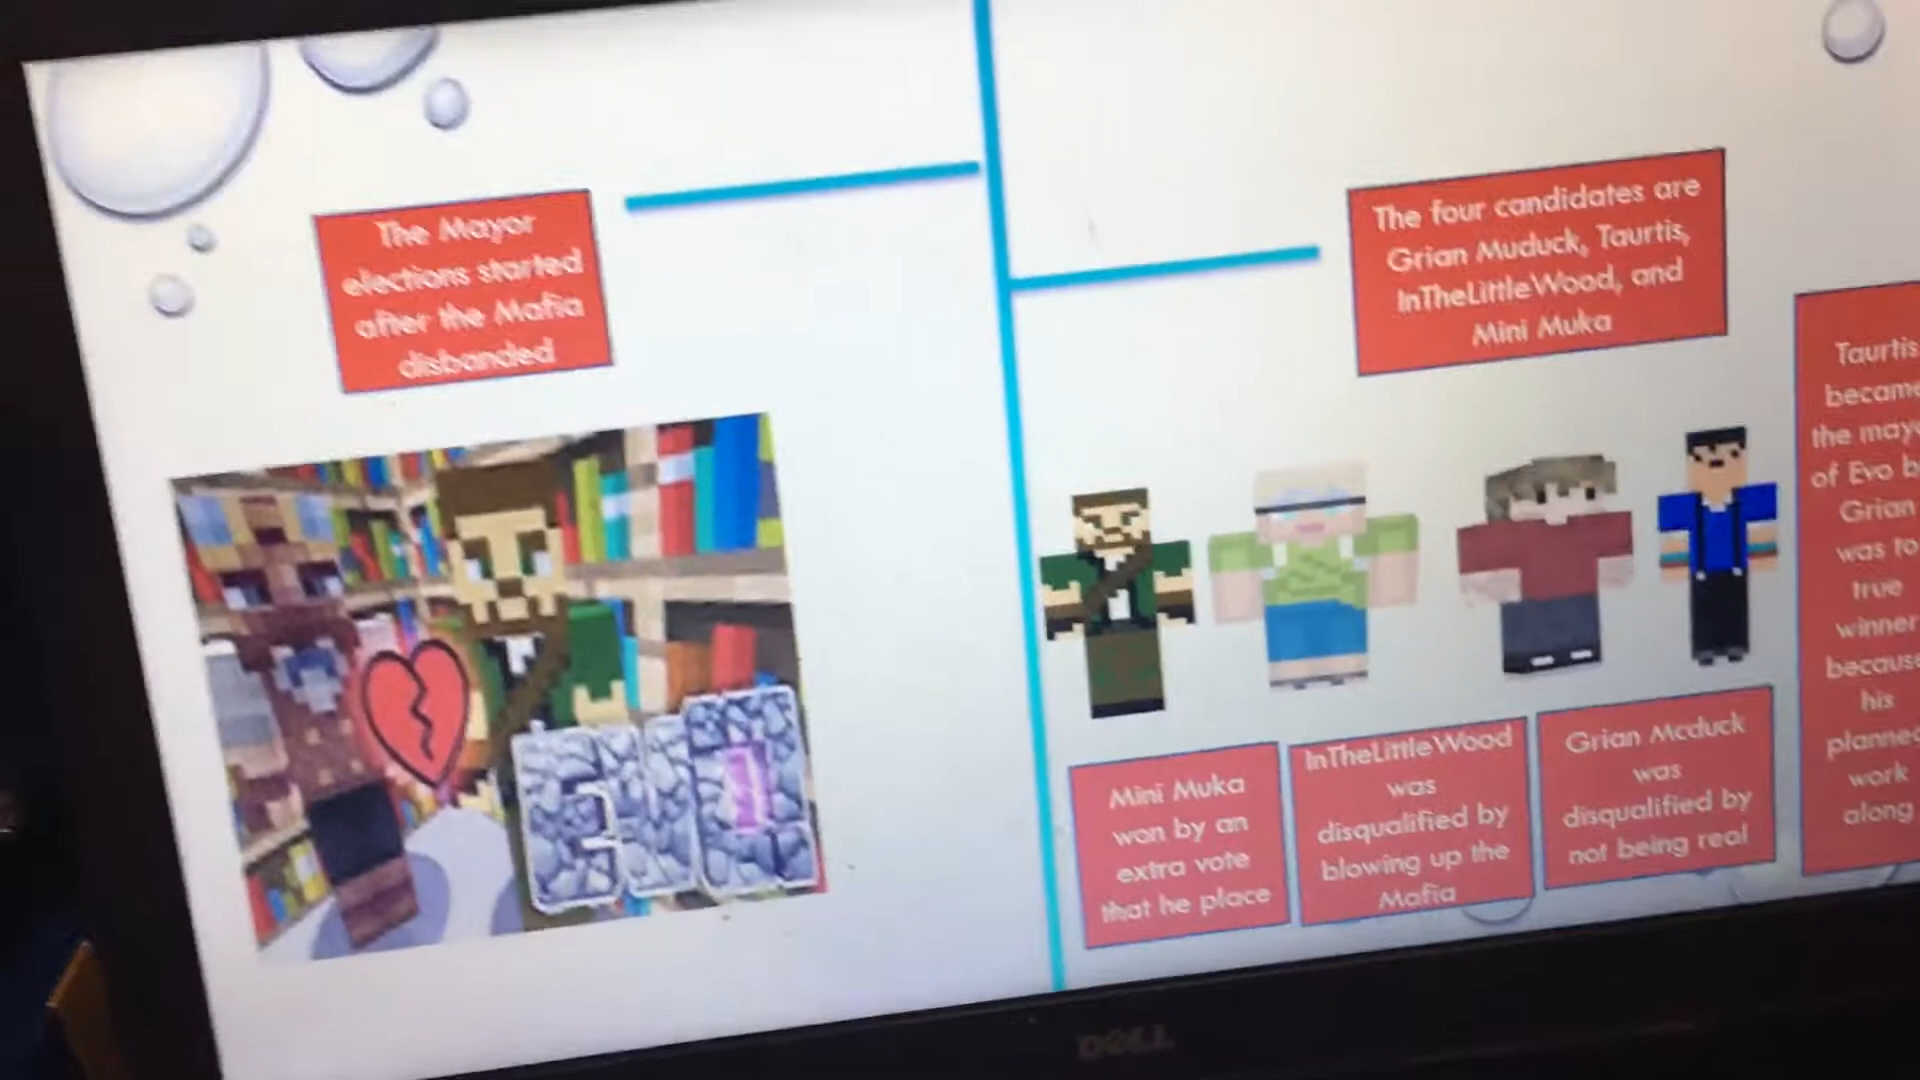 The Mayor
elections started
after the Mafia
disbanded
The four candidates are
Grian Muduck, Taurtis,
InTheLittleWood, and
Mini Muka
Mini Muka
won by an
extra vote
that he place
InTheLittleWood
was
disqualified by
blowing up the
Mafia
Grian Mcduck
was
disqualified by
not being real
Taurtis
became
the
of Evo
Grian
was to
true
winner
his
work
along
DELL